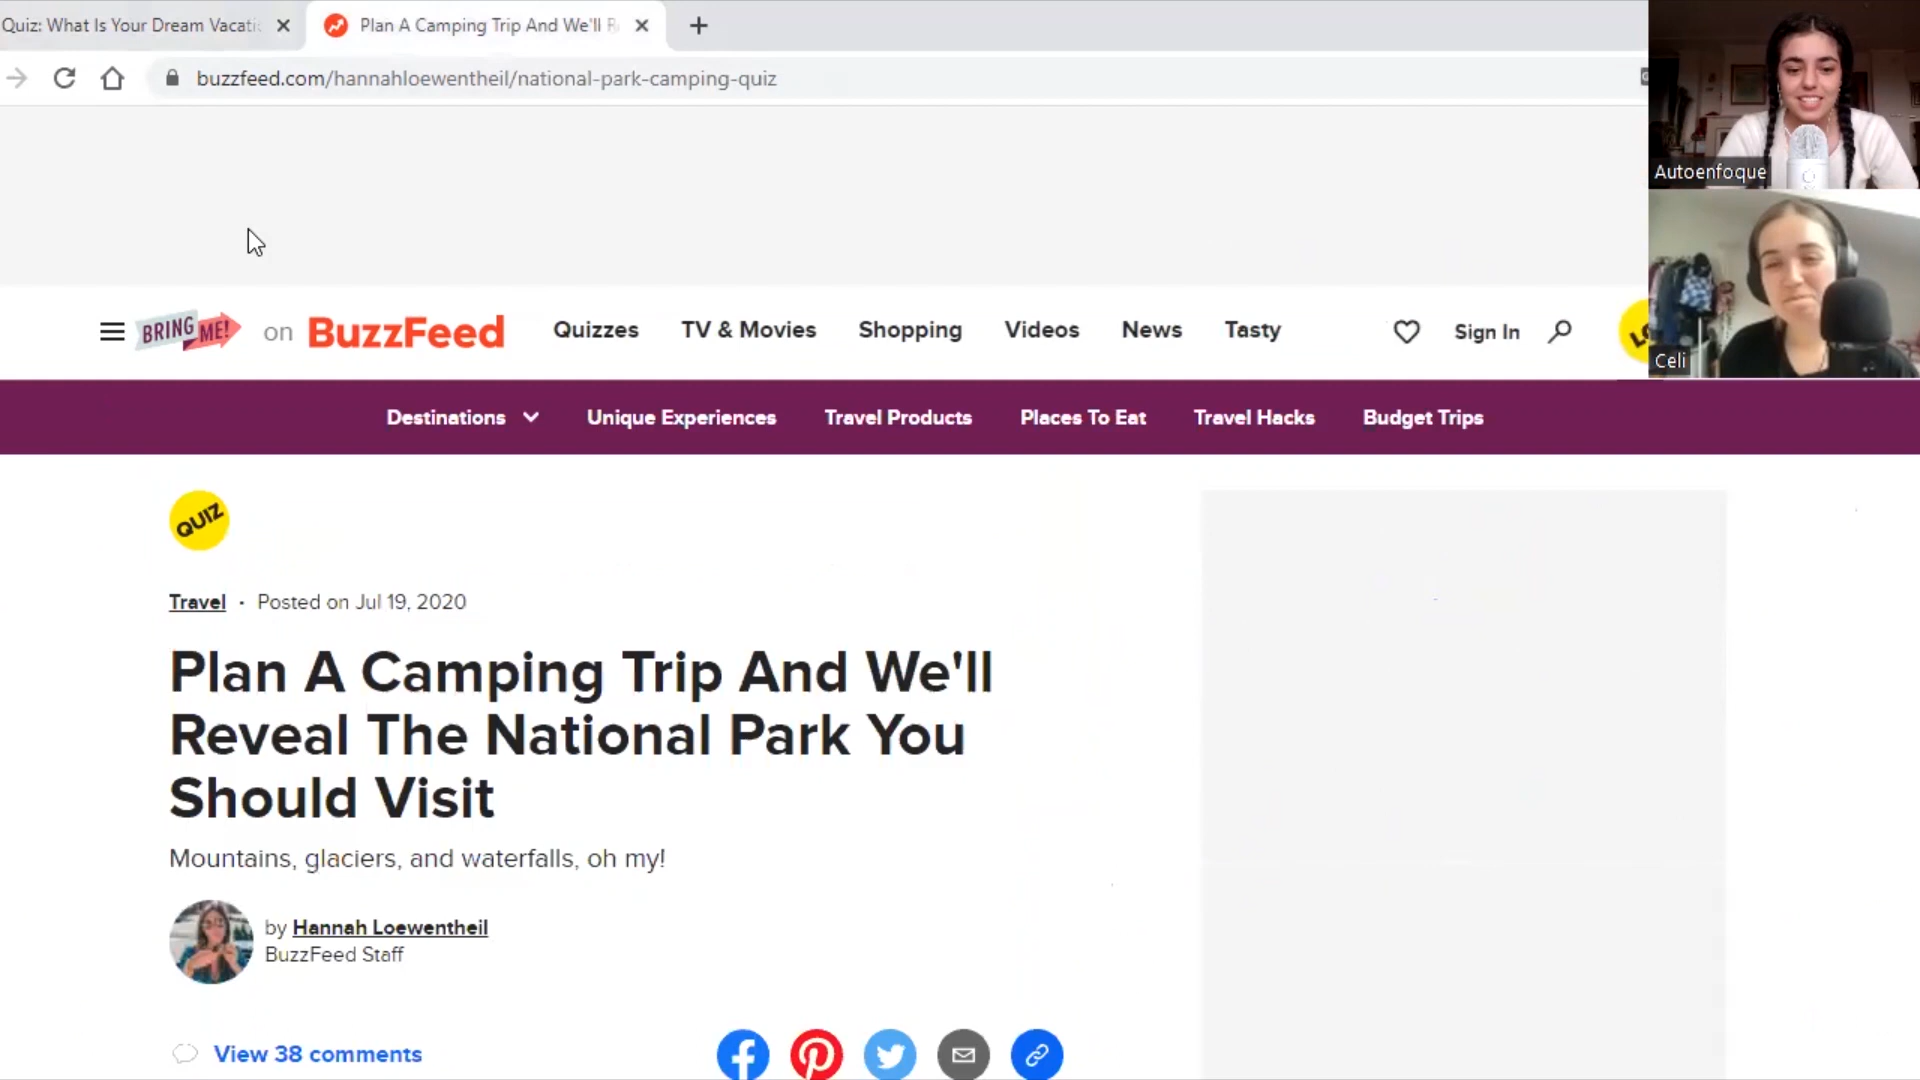 Quiz: What Is Your Dream Vacati
Plan A Camping Trip And We'll R
buzzfeed.com/hannahloewentheil/national-park-camping-quiz
Autoenfoque
Celi
BRING ME! on BuzzFeed Quizzes TV & Movies Shopping Videos News Tasty Sign In
Destinations Unique Experiences Travel Products Places To Eat Travel Hacks Budget Trips
QUIZ
Travel · Posted on Jul 19, 2020
Plan A Camping Trip And We'll
Reveal The National Park You
Should Visit
Mountains, glaciers, and waterfalls, oh my!
by Hannah Loewentheil
BuzzFeed Staff
View 38 comments